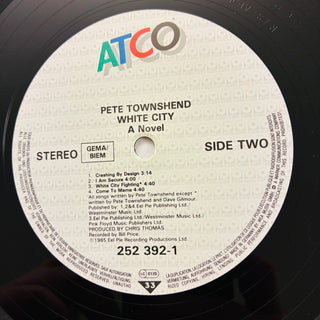 ATCO
PETE TOWNSHEND
WHITE CITY
A Novel
STEREO
GEMA/
BIEM
SIDE TWO
1. Crashing By Design 3:14
2. I Am Secure 4:00
3. White City Fighting* 4:40
4. Come To Mama 4:40
All songs written by Pete Townshend except *
written by Pete Townshend and Dave Gilmour
Published by: 1,2&4.Eel Pie Publishing Ltd./
Westminster Music Ltd.
3.Eel Pie Publishing Ltd./Westminster Music Ltd./
Pink Floyd Music Publishers Ltd.
PRODUCED BY CHRIS THOMAS.
Recorded by Bill Price.
℗1985 Eel Pie Recording Productions Ltd.
252 392-1
LC 0129
33